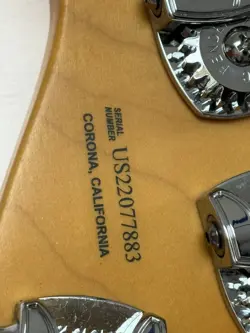 SERIAL
NUMBER US22077883
CORONA, CALIFORNIA